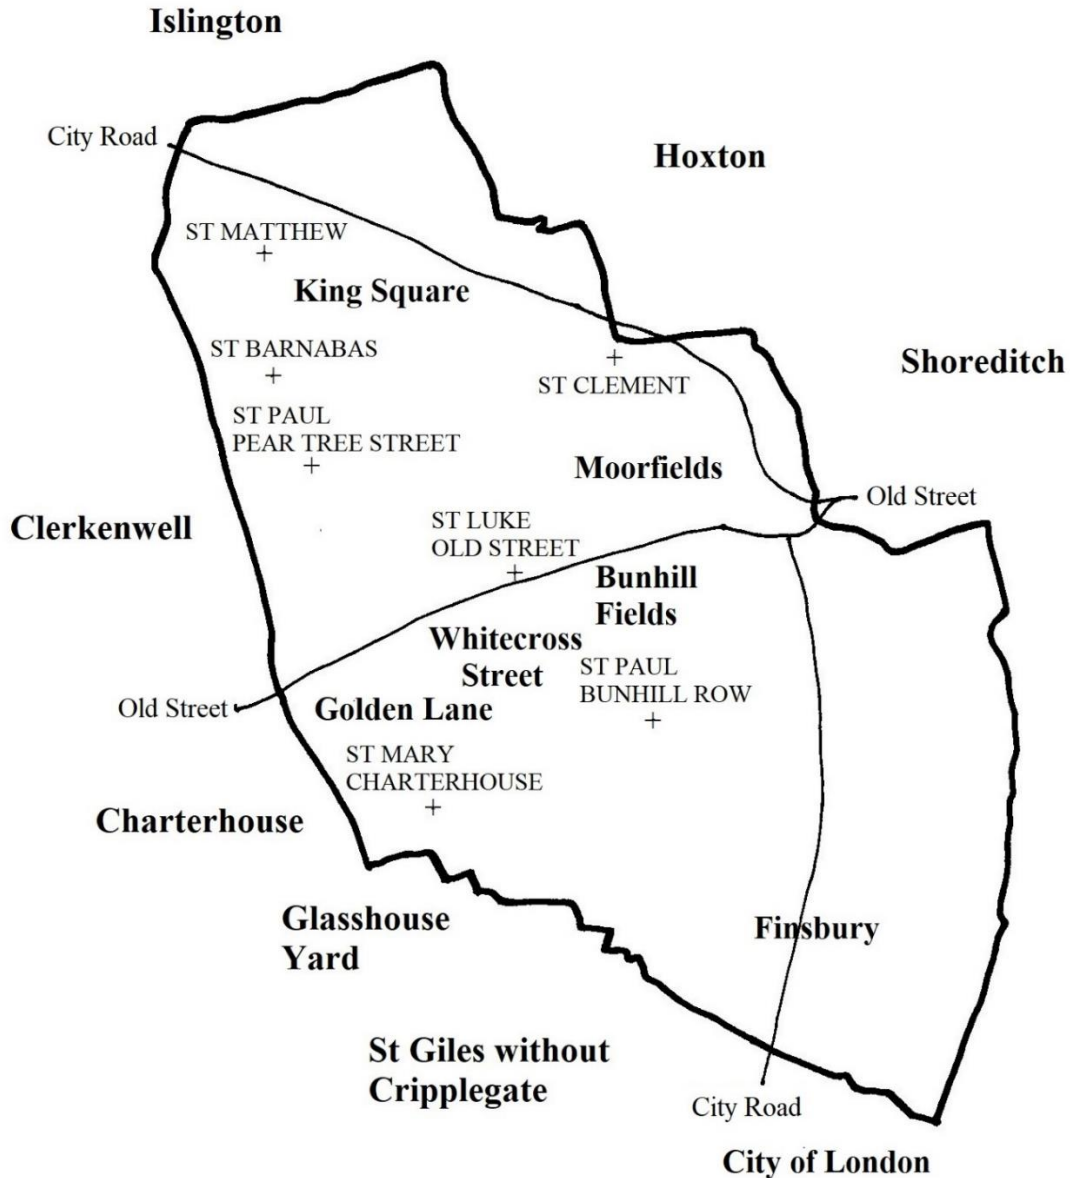 Islington
City Road
Hoxton
ST MATTHEW
King Square
ST BARNABAS
ST CLEMENT
Shoreditch
ST PAUL
PEAR TREE STREET
Moorfields
Old Street
Clerkenwell
ST LUKE
OLD STREET
Bunhill
Fields
Whitecross
Street
ST PAUL
BUNHILL ROW
Old Street
Golden Lane
ST MARY
CHARTERHOUSE
Charterhouse
Glasshouse
Yard
Finsbury
St Giles without
Cripplegate
City Road
City of London